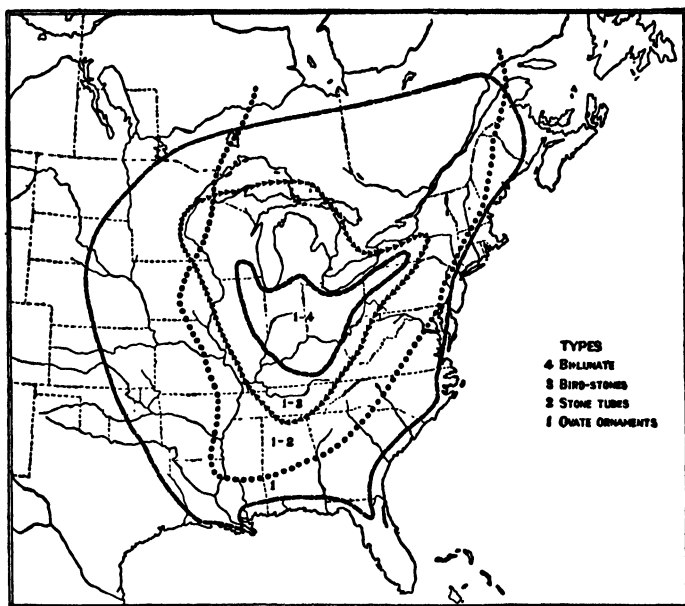 1-4
1-3
1-2
1
TYPES
4 BI-LUNATE
3 BIRD-STONES
2 STONE TUBES
1 OVATE ORNAMENTS